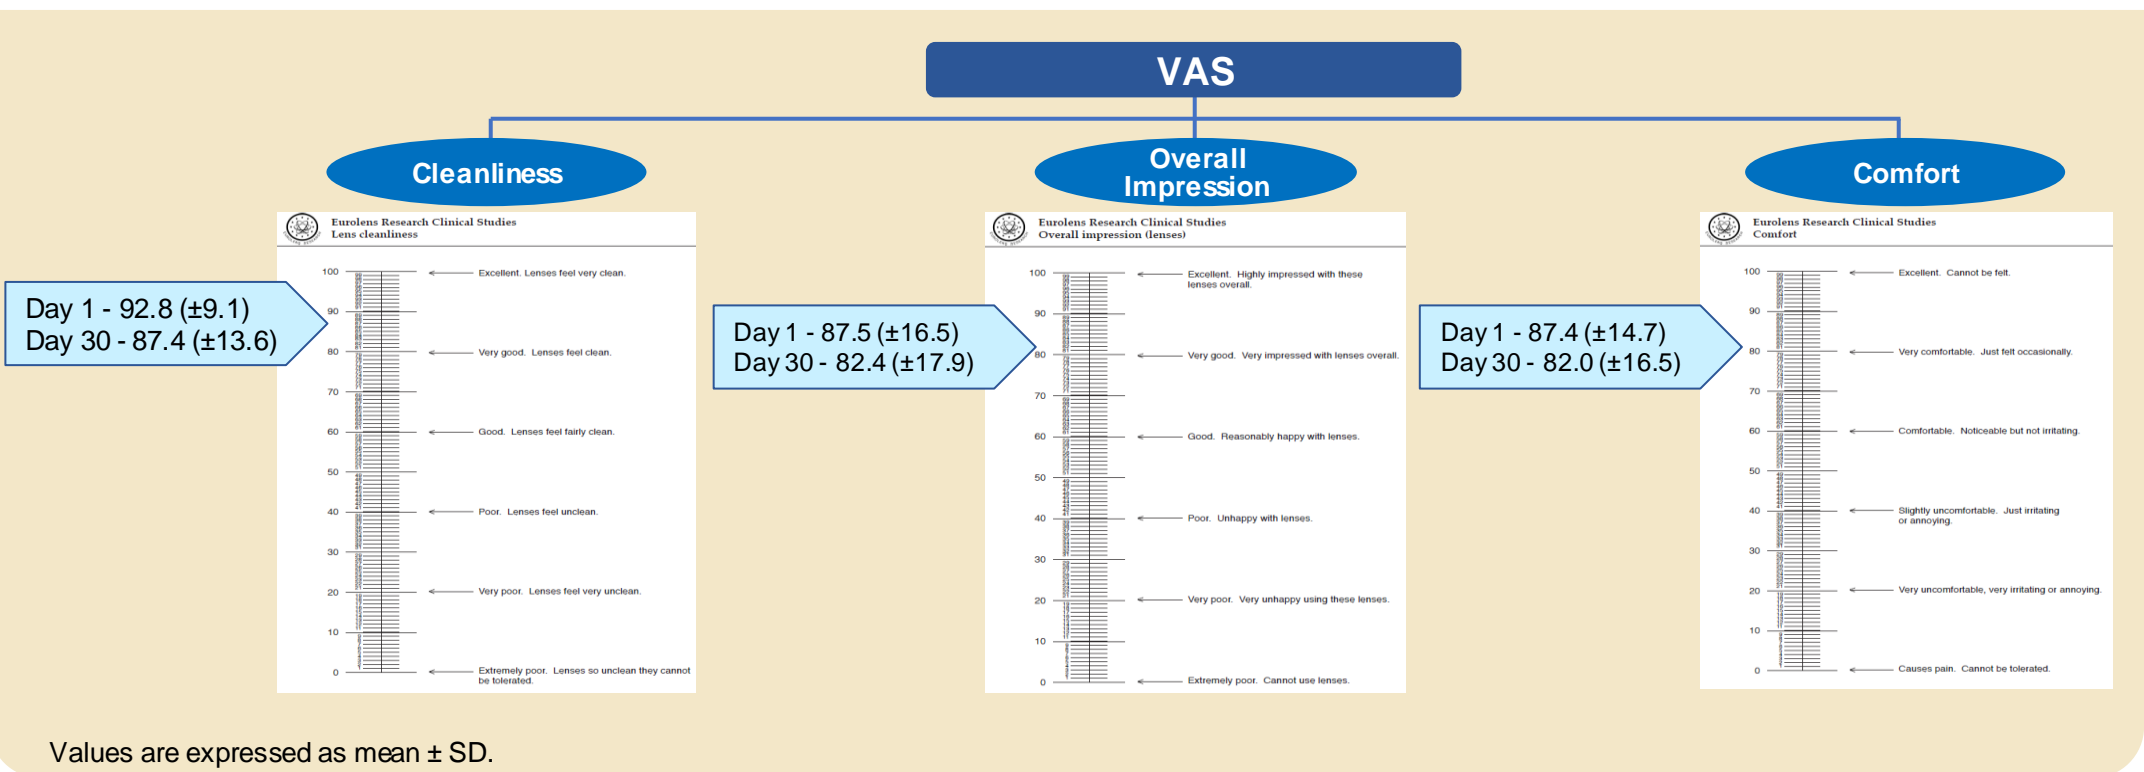 VAS
Cleanliness
Eurolens Research Clinical Studies
Lens cleanliness
Day 1 - 92.8 (±9.1)
Day 30 - 87.4 (±13.6)
100
90
80
70
60
50
40
30
20
10
0
Excellent. Lenses feel very clean.
Very good. Lenses feel clean.
Good. Lenses feel fairly clean.
Poor. Lenses feel unclean.
Very poor. Lenses feel very unclean.
Extremely poor. Lenses so unclean they cannot
be tolerated.
Overall
Impression
Eurolens Research Clinical Studies
Overall impression (lenses)
Day 1 - 87.5 (±16.5)
Day 30 - 82.4 (±17.9)
100
90
80
70
60
50
40
30
20
10
0
Excellent. Highly impressed with these
lenses overall.
Very good. Very impressed with lenses overall.
Good. Reasonably happy with lenses.
Poor. Unhappy with lenses.
Very poor. Very unhappy using these lenses.
Extremely poor. Cannot use lenses.
Comfort
Eurolens Research Clinical Studies
Comfort
Day 1 - 87.4 (±14.7)
Day 30 - 82.0 (±16.5)
100
90
80
70
60
50
40
30
20
10
0
Excellent. Cannot be felt.
Very comfortable. Just felt occasionally.
Comfortable. Noticeable but not irritating.
Slightly uncomfortable. Just irritating
or annoying.
Very uncomfortable, very irritating or annoying.
Causes pain. Cannot be tolerated.
Values are expressed as mean ± SD.